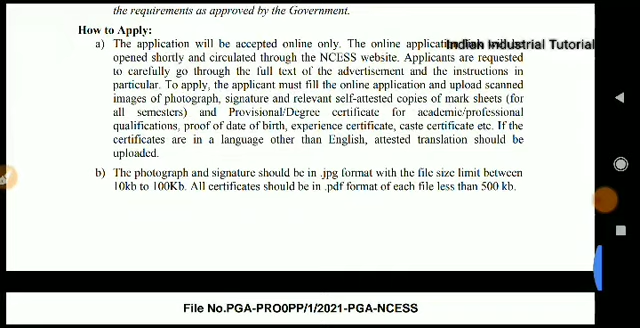 the requirements as approved by the Government.
How to Apply:
a) The application will be accepted online only. The online application
Indian Industrial Tutorial
opened shortly and circulated through the NCESS website. Applicants are requested
to carefully go through the full text of the advertisement and the instructions in
particular. To apply, the applicant must fill the online application and upload scanned
images of photograph, signature and relevant self-attested copies of mark sheets (for
all semesters) and Provisional/Degree certificate for academic/professional
qualifications, proof of date of birth, experience certificate, caste certificate etc. If the
certificates are in a language other than English, attested translation should be
uploaded.
b) The photograph and signature should be in .jpg format with the file size limit between
10kb to 100Kb. All certificates should be in .pdf format of each file less than 500 kb.
File No.PGA-PRO0PP/1/2021-PGA-NCESS